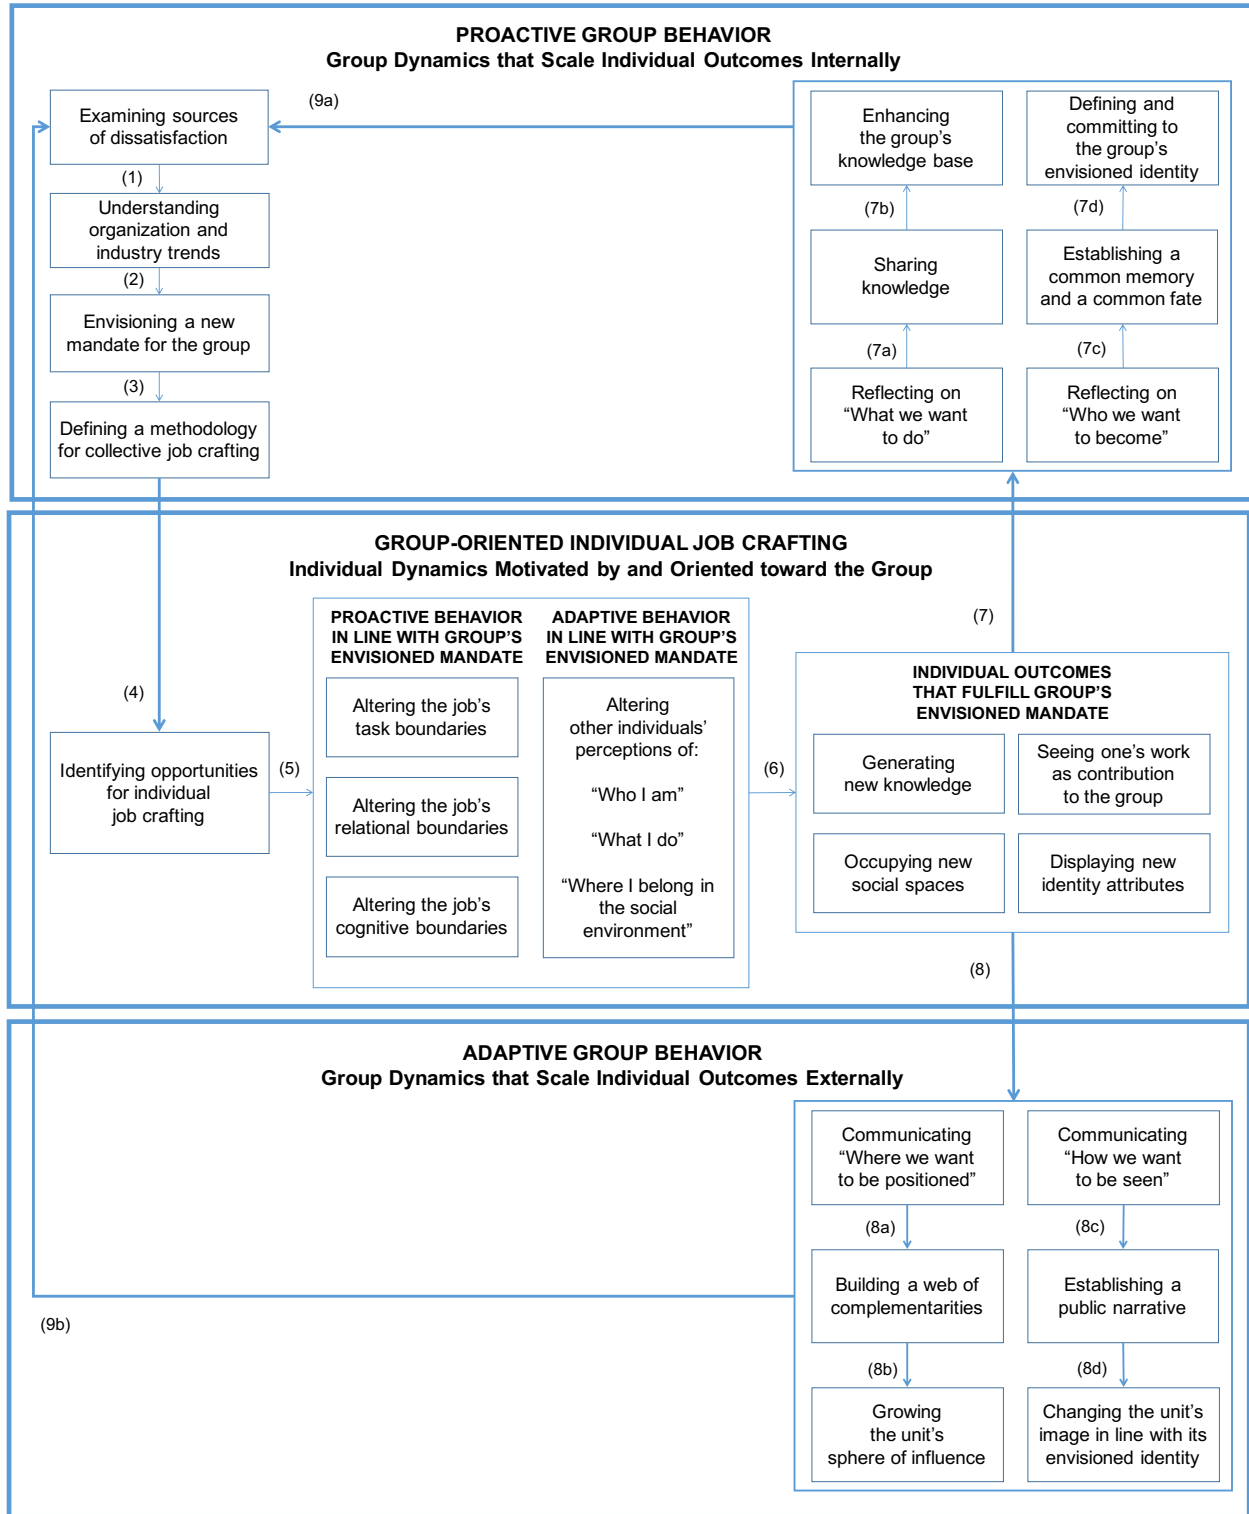 PROACTIVE GROUP BEHAVIOR
Group Dynamics that Scale Individual Outcomes Internally
Examining sources
of dissatisfaction
(1)
Understanding
organization and
industry trends
(2)
Envisioning a new
mandate for the group
(3)
Defining a methodology
for collective job crafting
(9a)
Enhancing
the group's
knowledge base
(7b)
Sharing
knowledge
(7a)
Reflecting on
“What we want
to do”
Defining and
committing to
the group's
envisioned identity
(7d)
Establishing a
common memory
and a common fate
(7c)
Reflecting on
“Who we want
to become”
GROUP-ORIENTED INDIVIDUAL JOB CRAFTING
Individual Dynamics Motivated by and Oriented toward the Group
(4)
Identifying opportunities
for individual
job crafting
(5)
PROACTIVE BEHAVIOR
IN LINE WITH GROUP'S
ENVISIONED MANDATE
Altering the job's
task boundaries
Altering the job's
relational boundaries
Altering the job's
cognitive boundaries
ADAPTIVE BEHAVIOR
IN LINE WITH GROUP'S
ENVISIONED MANDATE
Altering
other individuals'
perceptions of:
“Who I am”
“What I do”
“Where I belong in
the social
environment”
(6)
(7)
INDIVIDUAL OUTCOMES
THAT FULFILL GROUP'S
ENVISIONED MANDATE
Generating
new knowledge
Seeing one's work
as contribution
to the group
Occupying new
social spaces
Displaying new
identity attributes
(8)
ADAPTIVE GROUP BEHAVIOR
Group Dynamics that Scale Individual Outcomes Externally
Communicating
“Where we want
to be positioned”
(8a)
Building a web of
complementarities
(8b)
Growing
the unit's
sphere of influence
Communicating
“How we want
to be seen”
(8c)
Establishing a
public narrative
(8d)
Changing the unit's
image in line with its
envisioned identity
(9b)